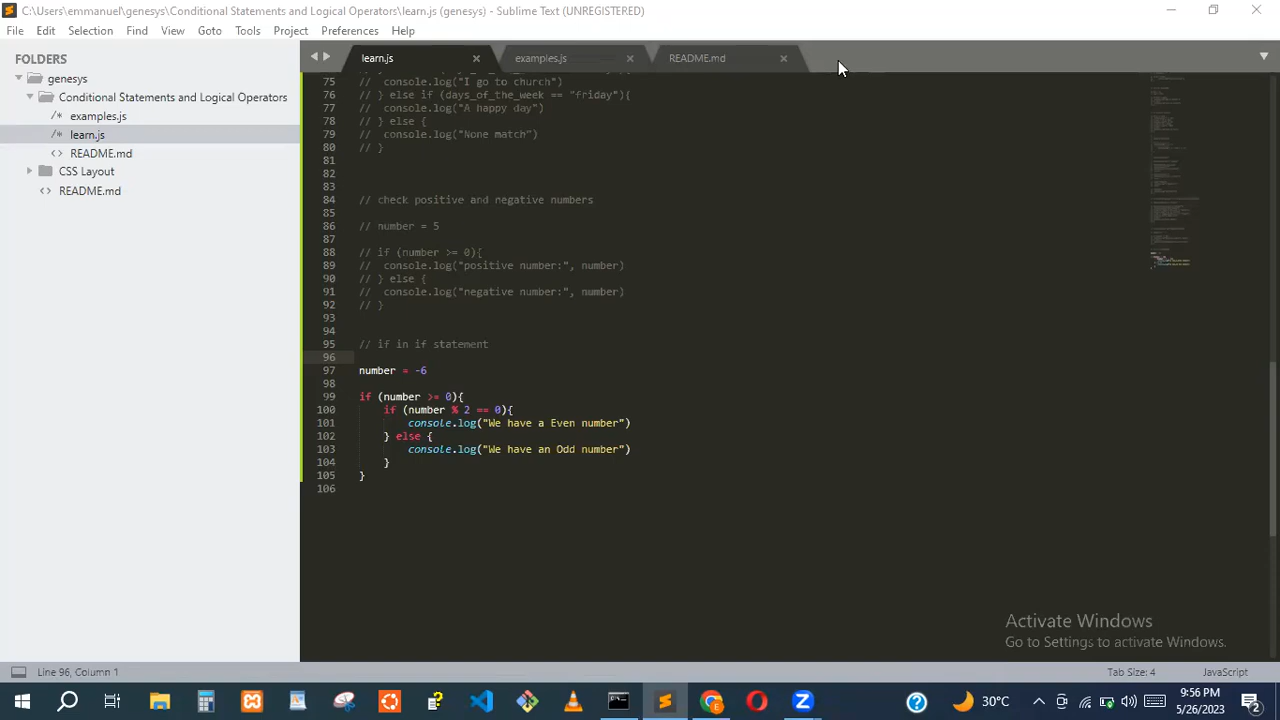 C:\Users\emmanuel\genesys\Conditional Statements and Logical Operators\learn.js (genesys) - Sublime Text (UNREGISTERED)
File Edit Selection Find View Goto Tools Project Preferences Help
FOLDERS
genesys
Conditional Statements and Logical Operators
examples.js
learn.js
README.md
CSS Layout
README.md
learn.js examples.js README.md
75 // console.log("I go to church")
76 // } else if (days_of_the_week == "friday"){
77 // console.log("A happy day")
78 // } else {
79 // console.log("None match")
80 // }
81
82
83
84 // check positive and negative numbers
85
86 // number = 5
87
88 // if (number >= 0){
89 // console.log("positive number:", number)
90 // } else {
91 // console.log("negative number:", number)
92 // }
93
94
95 // if in if statement
96
97 number = -6
98
99 if (number >= 0){
100 if (number % 2 == 0){
101 console.log("We have a Even number")
102 } else {
103 console.log("We have an Odd number")
104 }
105 }
106
Activate Windows
Go to Settings to activate Windows.
Line 96, Column 1 Tab Size: 4 JavaScript
30°C 9:56 PM
5/26/2023
2